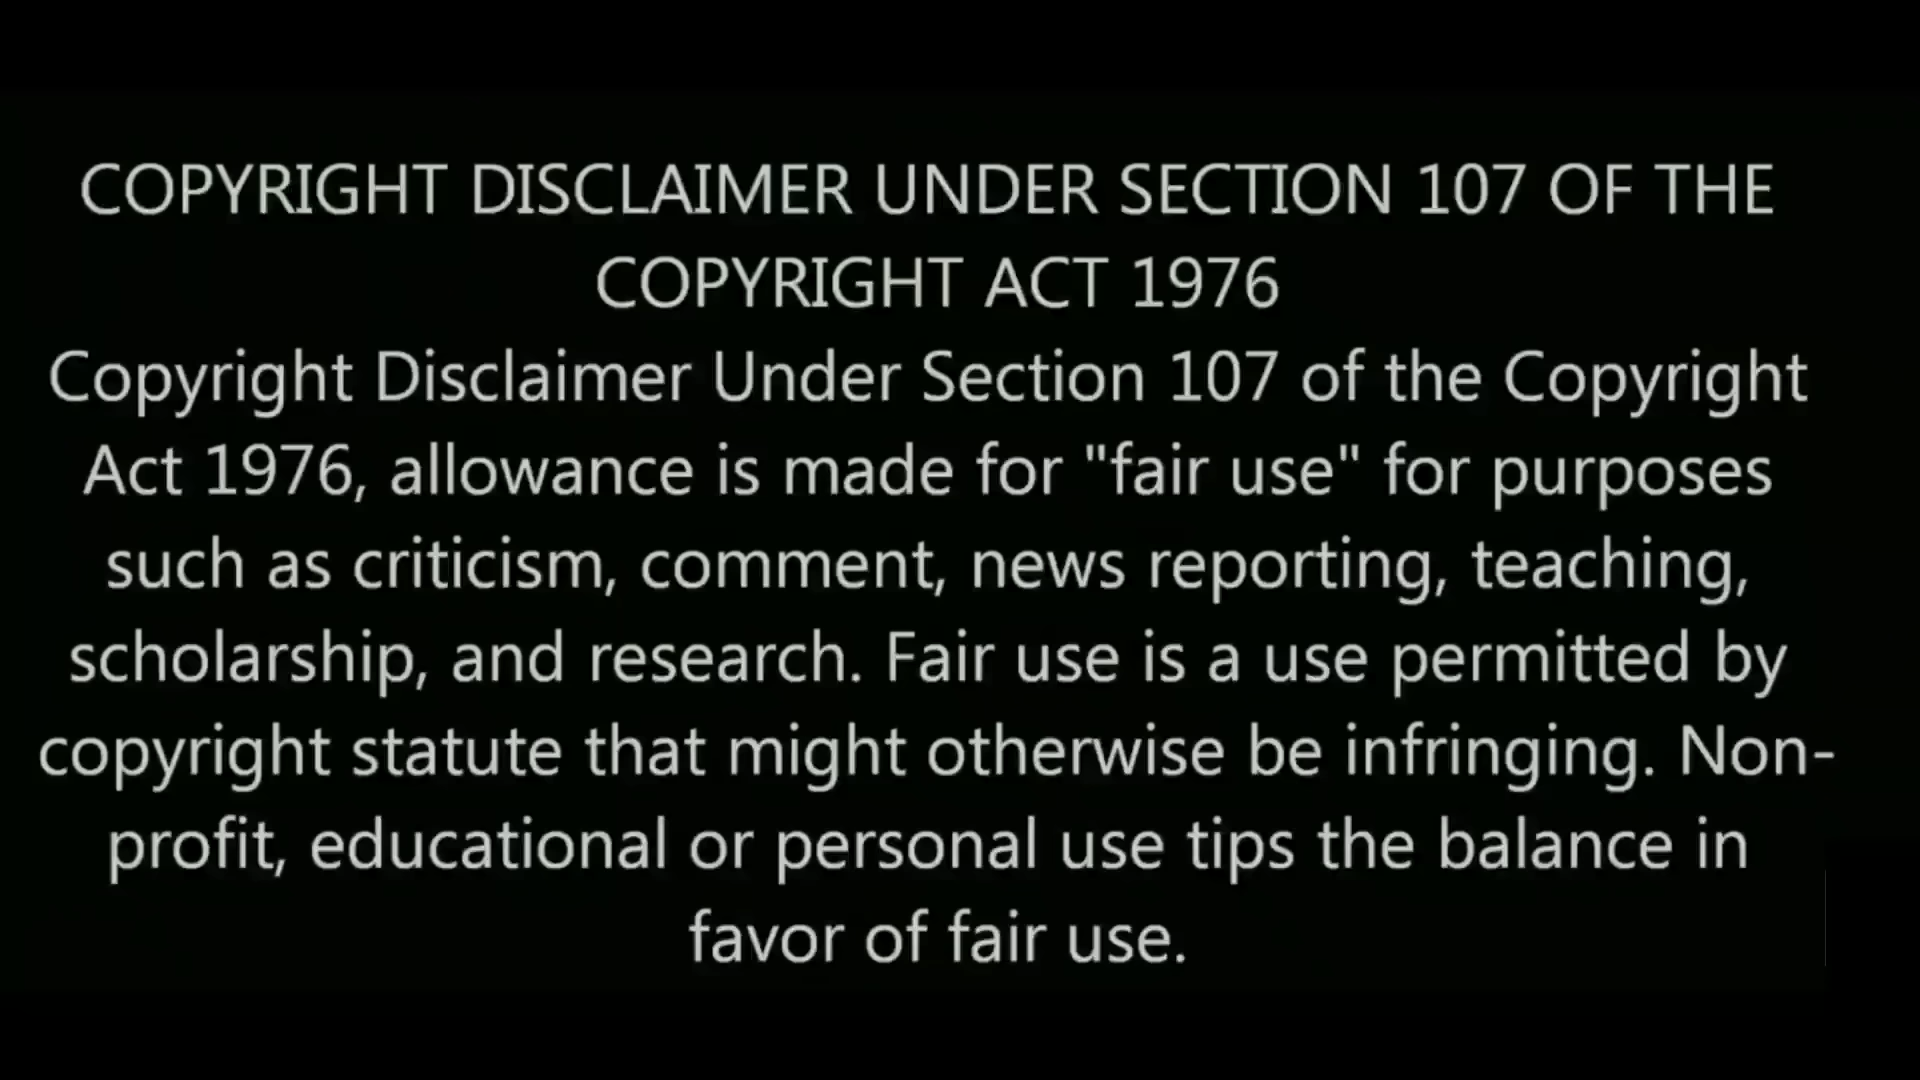 COPYRIGHT DISCLAIMER UNDER SECTION 107 OF THE
COPYRIGHT ACT 1976
Copyright Disclaimer Under Section 107 of the Copyright
Act 1976, allowance is made for "fair use" for purposes
such as criticism, comment, news reporting, teaching,
scholarship, and research. Fair use is a use permitted by
copyright statute that might otherwise be infringing. Non-
profit, educational or personal use tips the balance in
favor of fair use.